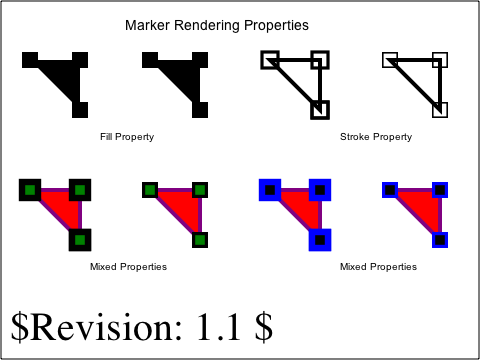 Marker Rendering Properties
Fill Property
Stroke Property
Mixed Properties
Mixed Properties
$Revision: 1.1 $